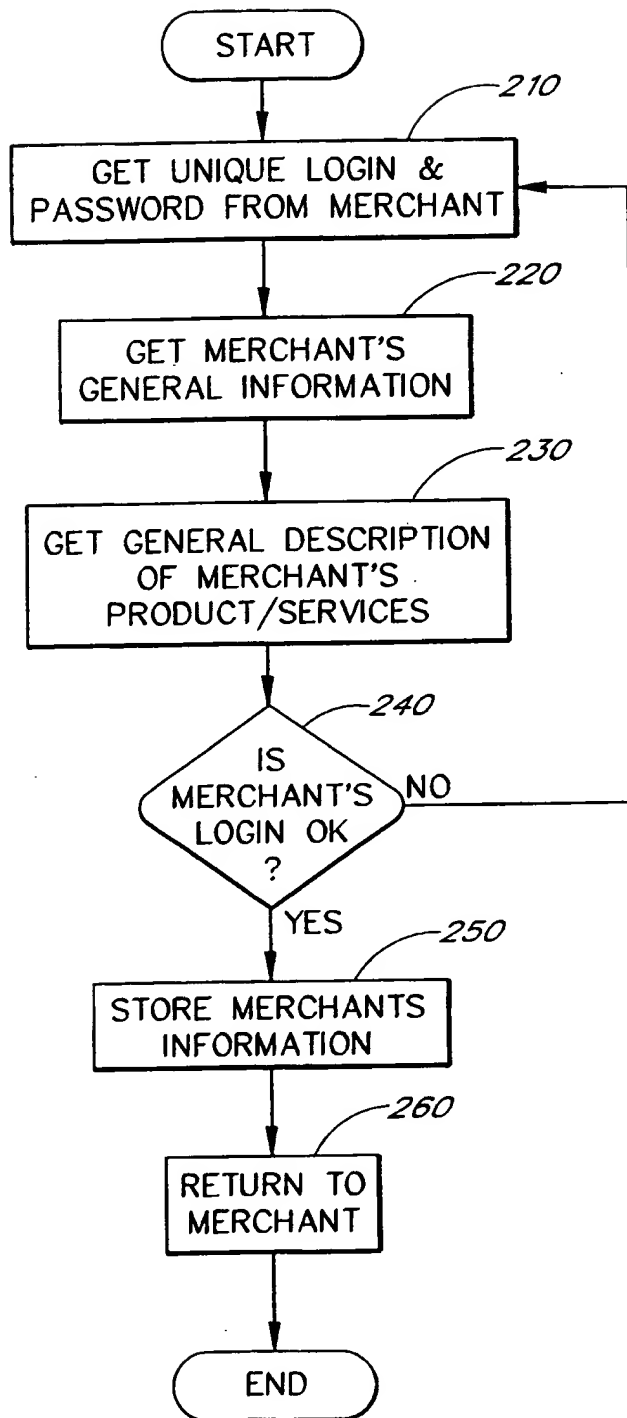 START
210
GET UNIQUE LOGIN &
PASSWORD FROM MERCHANT
220
GET MERCHANT'S
GENERAL INFORMATION
230
GET GENERAL DESCRIPTION
OF MERCHANT'S
PRODUCT/SERVICES
240
IS
MERCHANT'S
LOGIN OK
?
NO
YES
250
STORE MERCHANTS
INFORMATION
260
RETURN TO
MERCHANT
END